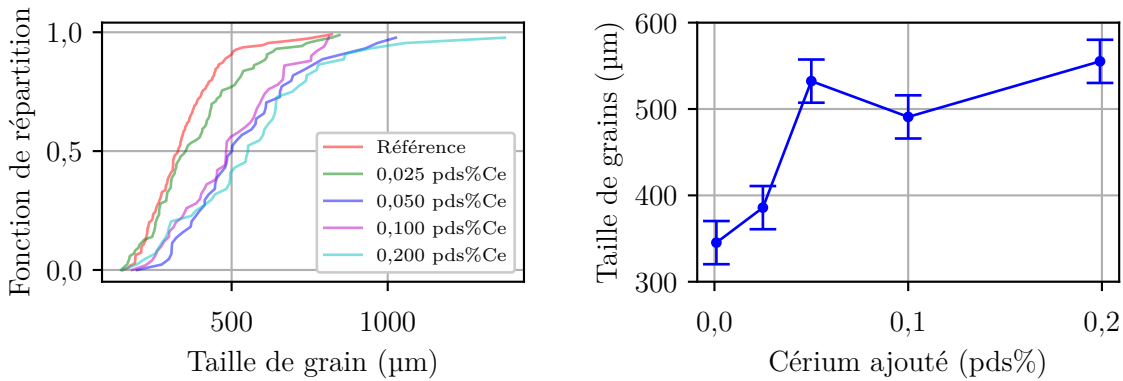 Fonction de répartition
1,0
0,5
0,0
Référence
0,025 pds%Ce
0,050 pds%Ce
0,100 pds%Ce
0,200 pds%Ce
500
1000
Taille de grain (µm)
Taille de grains (µm)
600
500
400
300
0,0
0,1
0,2
Cérium ajouté (pds%)